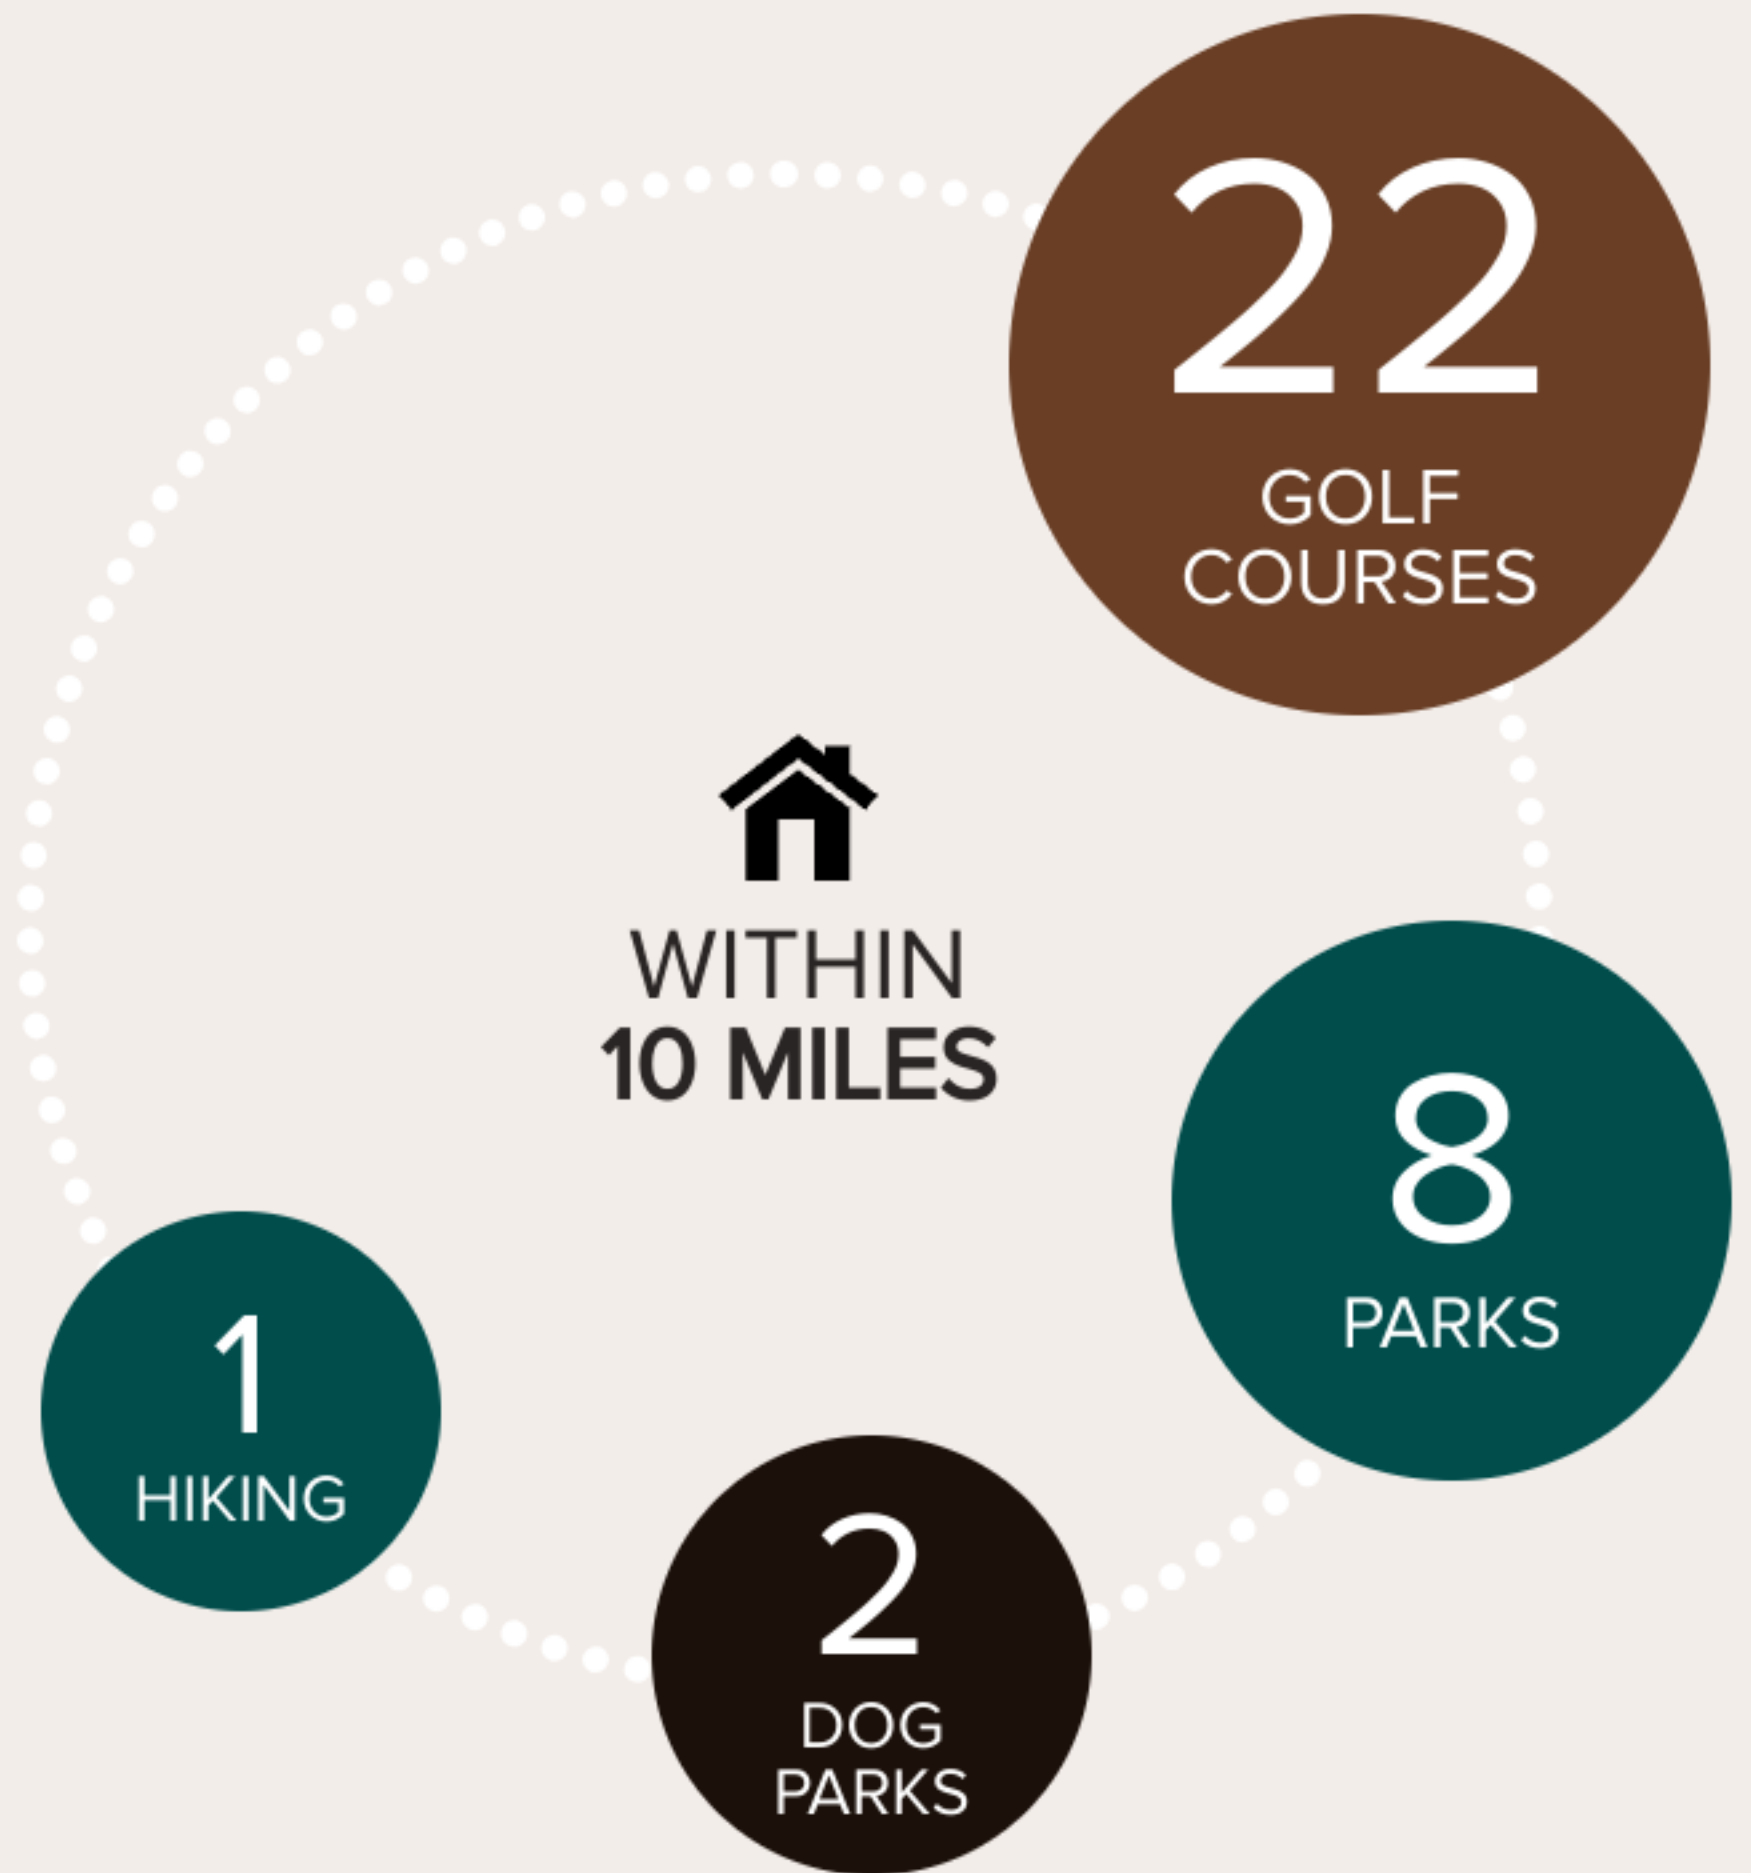 22
GOLF
COURSES
WITHIN
10 MILES
8
PARKS
1
HIKING
2
DOG
PARKS